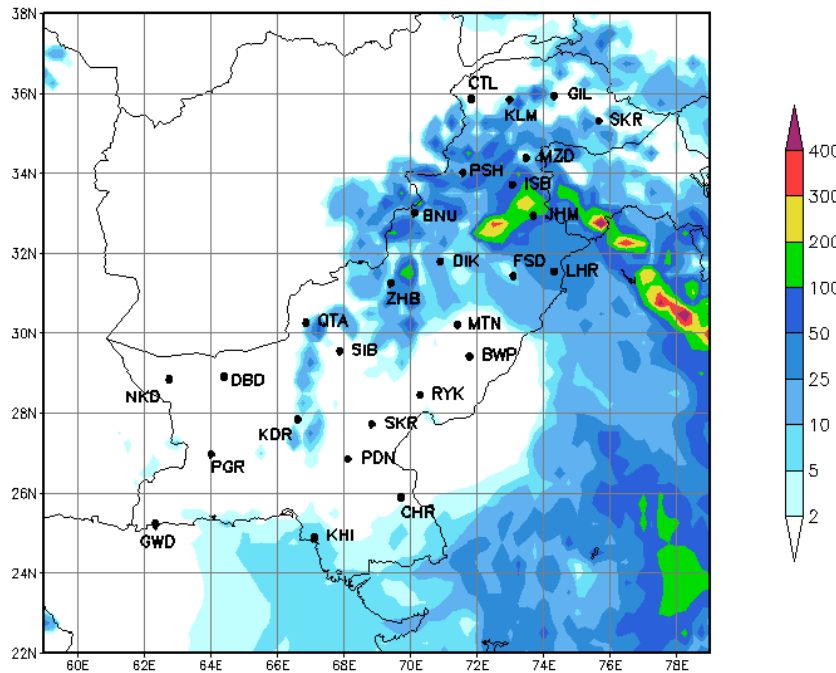 38N
36N
34N
32N
30N
28N
26N
24N
22N
60E 62E 64E 66E 68E 70E 72E 74E 76E 78E
CTL
KLM
GIL
SKR
MZD
PSH
ISB
BNU
JHM
DIK
FSD
LHR
ZHB
QTA
MTN
SIB
BWP
NKD
DBD
RYK
KDR
SKR
PGR
PDN
CHR
GWD
KHI
400
300
200
100
50
25
10
5
2